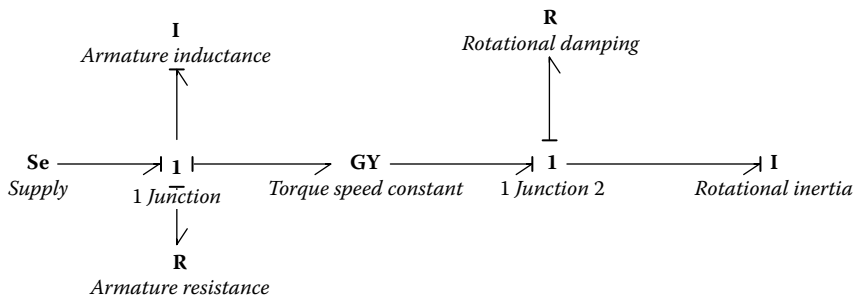 R
I
Rotational damping
Armature inductance
Se
1
GY
1
I
Supply
1 Junction
Torque speed constant
1 Junction 2
Rotational inertia
R
Armature resistance